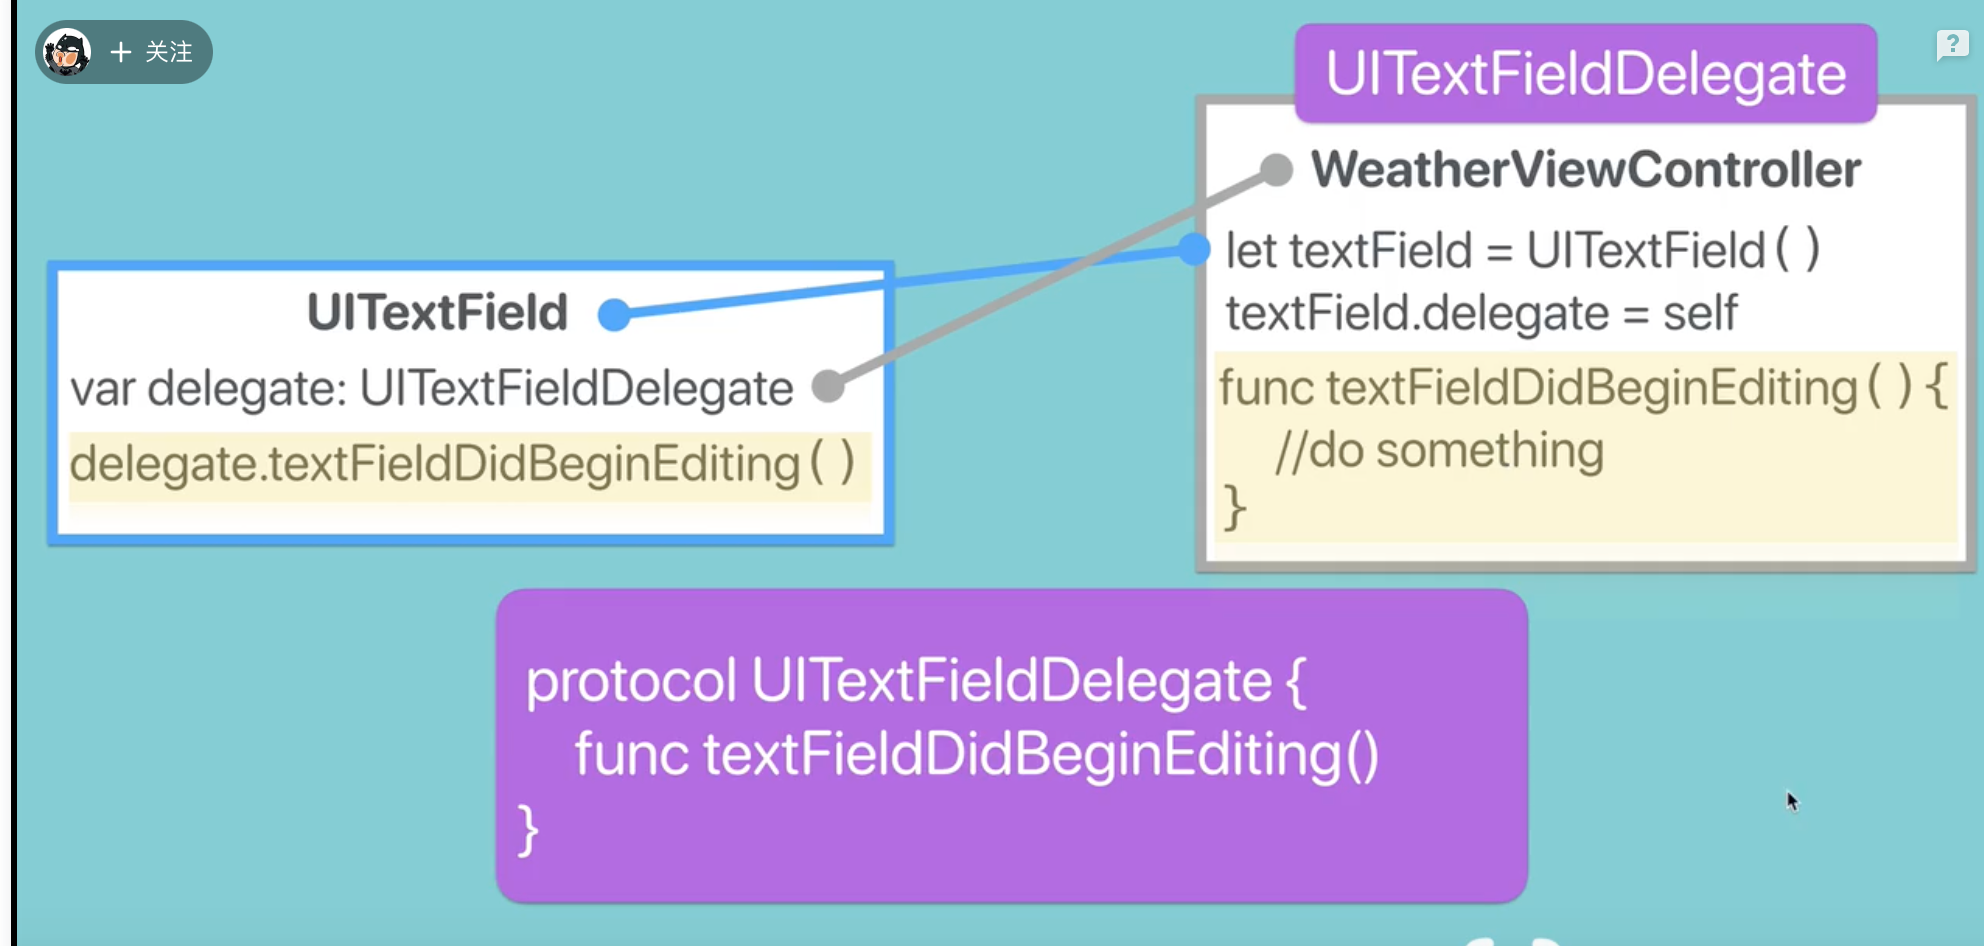 + 关注
UITextFieldDelegate
?
WeatherViewController
let textField = UITextField( )
textField.delegate = self
func textFieldDidBeginEditing( ) {
//do something
}
UITextField
var delegate: UITextFieldDelegate
delegate.textFieldDidBeginEditing( )
protocol UITextFieldDelegate {
func textFieldDidBeginEditing()
}